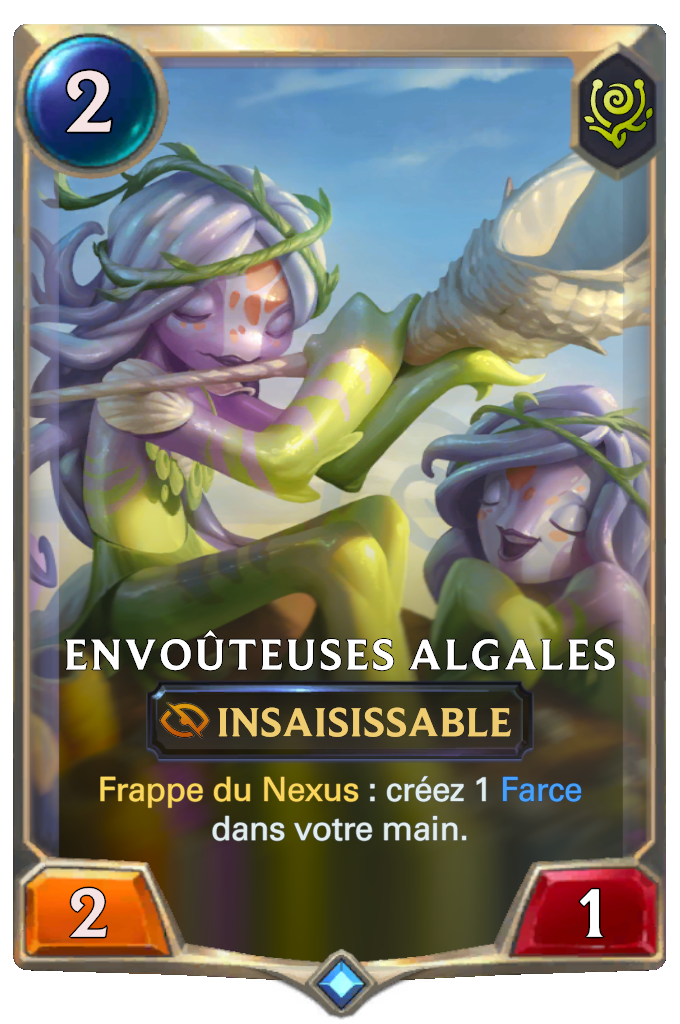 2
ENVOÛTEUSES ALGALES
INSAISISSABLE
Frappe du Nexus : créez 1 Farce
dans votre main.
2 1